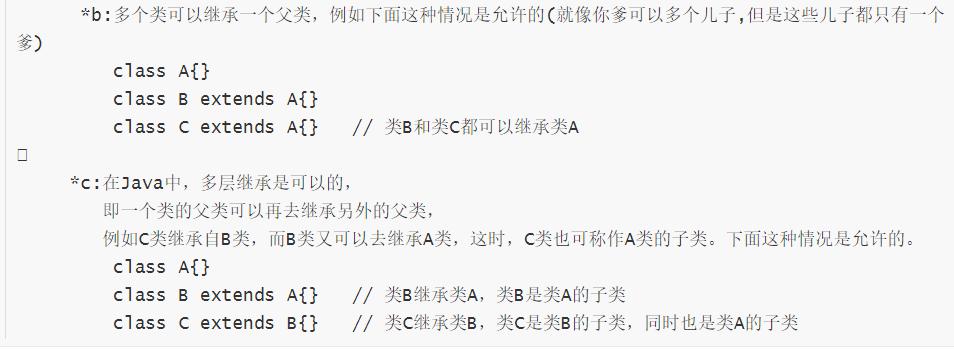 *b:多个类可以继承一个父类，例如下面这种情况是允许的(就像你爹可以多个儿子,但是这些儿子都只有一个
爹)
class A{}
class B extends A{}
class C extends A{}   // 类B和类C都可以继承类A
*c:在Java中，多层继承是可以的，
即一个类的父类可以再去继承另外的父类，
例如C类继承自B类，而B类又可以去继承A类，这时，C类也可称作A类的子类。下面这种情况是允许的。
class A{}
class B extends A{}   // 类B继承类A，类B是类A的子类
class C extends B{}   // 类C继承类B，类C是类B的子类，同时也是类A的子类